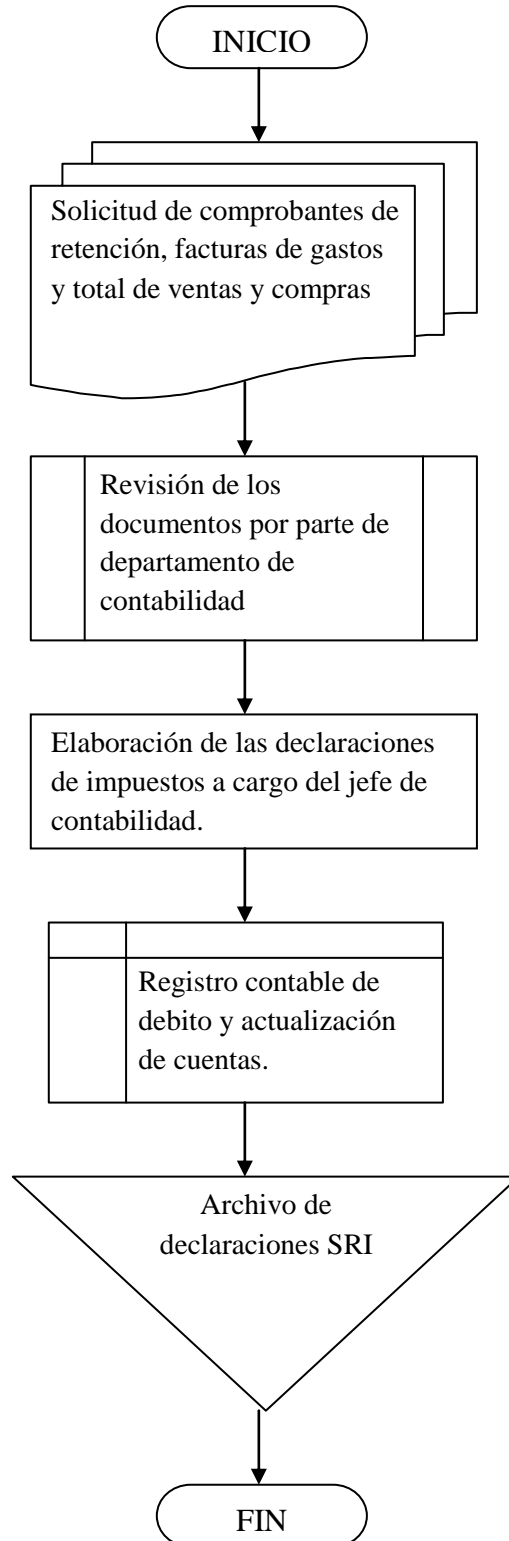 INICIO
Solicitud de comprobantes de
retención, facturas de gastos
y total de ventas y compras
Revisión de los
documentos por parte de
departamento de
contabilidad
Elaboración de las declaraciones
de impuestos a cargo del jefe de
contabilidad.
Registro contable de
debito y actualización
de cuentas.
Archivo de
declaraciones SRI
FIN